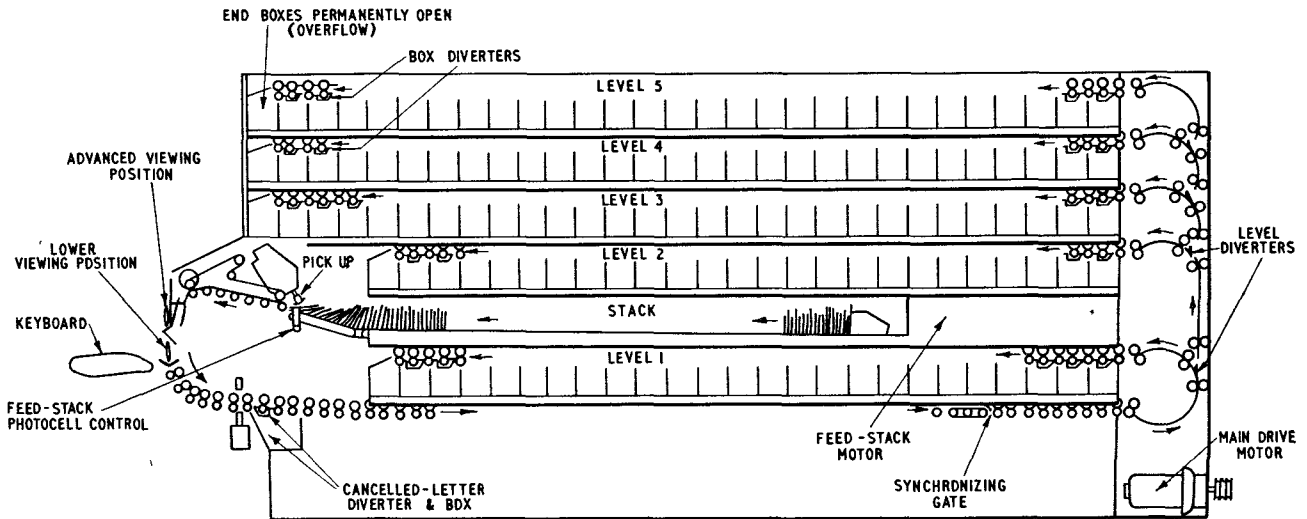 END BOXES PERMANENTLY OPEN
(OVERFLOW)
BOX DIVERTERS
LEVEL 5
ADVANCED VIEWING
POSITION
LEVEL 4
LOWER
VIEWING POSITION
LEVEL 3
LEVEL
DIVERTERS
LEVEL 2
PICK UP
STACK
KEYBOARD
LEVEL 1
FEED-STACK
PHOTOCELL CONTROL
FEED-STACK
MOTOR
MAIN DRIVE
MOTOR
SYNCHRONIZING
GATE
CANCELLED-LETTER
DIVERTER & BOX